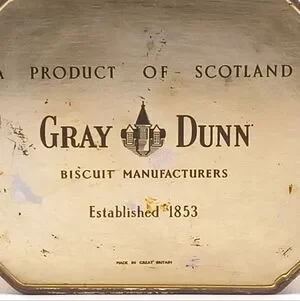 A PRODUCT OF SCOTLAND
GRAY DUNN
BISCUIT MANUFACTURERS
Established 1853
MADE IN GREAT BRITAIN